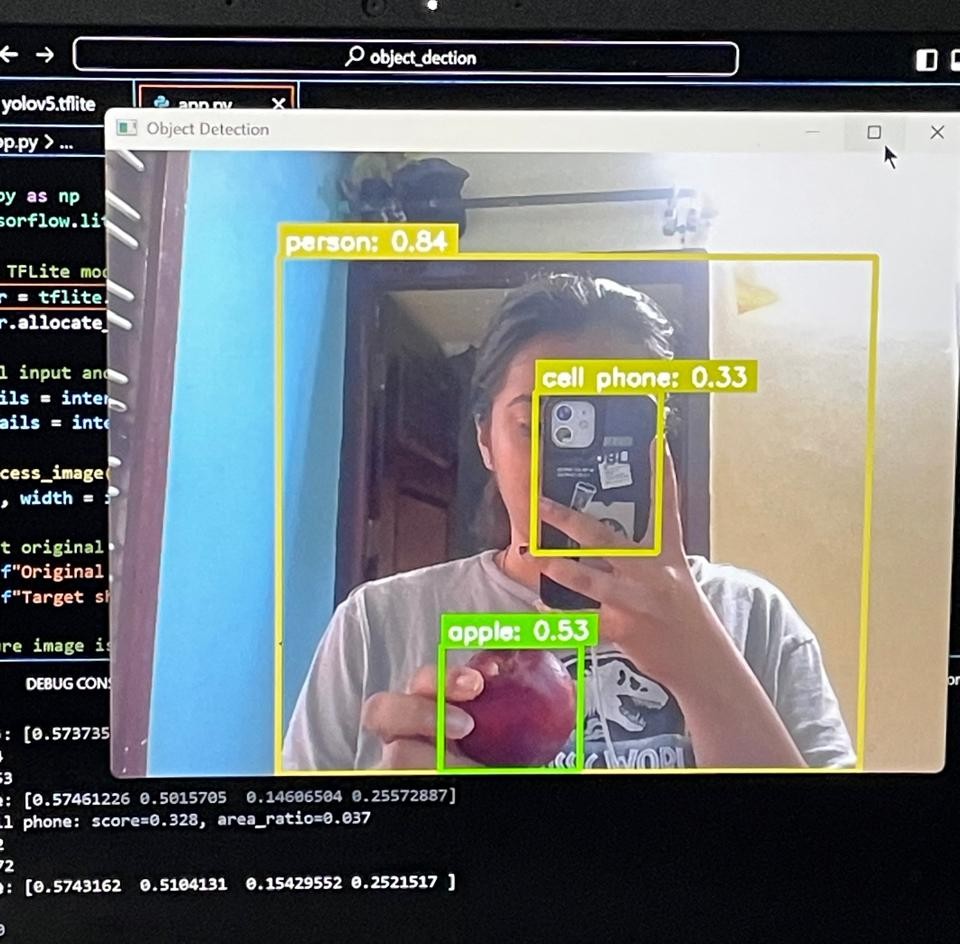 object_dection
yolov5.tflite
app.py
Object Detection
pp.py > ...
py as np
sorflow.lit
TFLite mod
r = tflite.
r.allocate_
l input and
ils = inter
ails = inte
cess_image(
, width = i
t original
f"Original
f"Target sh
re image is
person: 0.84
cell phone: 0.33
apple: 0.53
DEBUG CONS
: [0.573735
53
: [0.57461226 0.5015705 0.14606504 0.25572887]
ll phone: score=0.328, area_ratio=0.037
2
72
: [0.5743162 0.5104131 0.15429552 0.2521517 ]
0